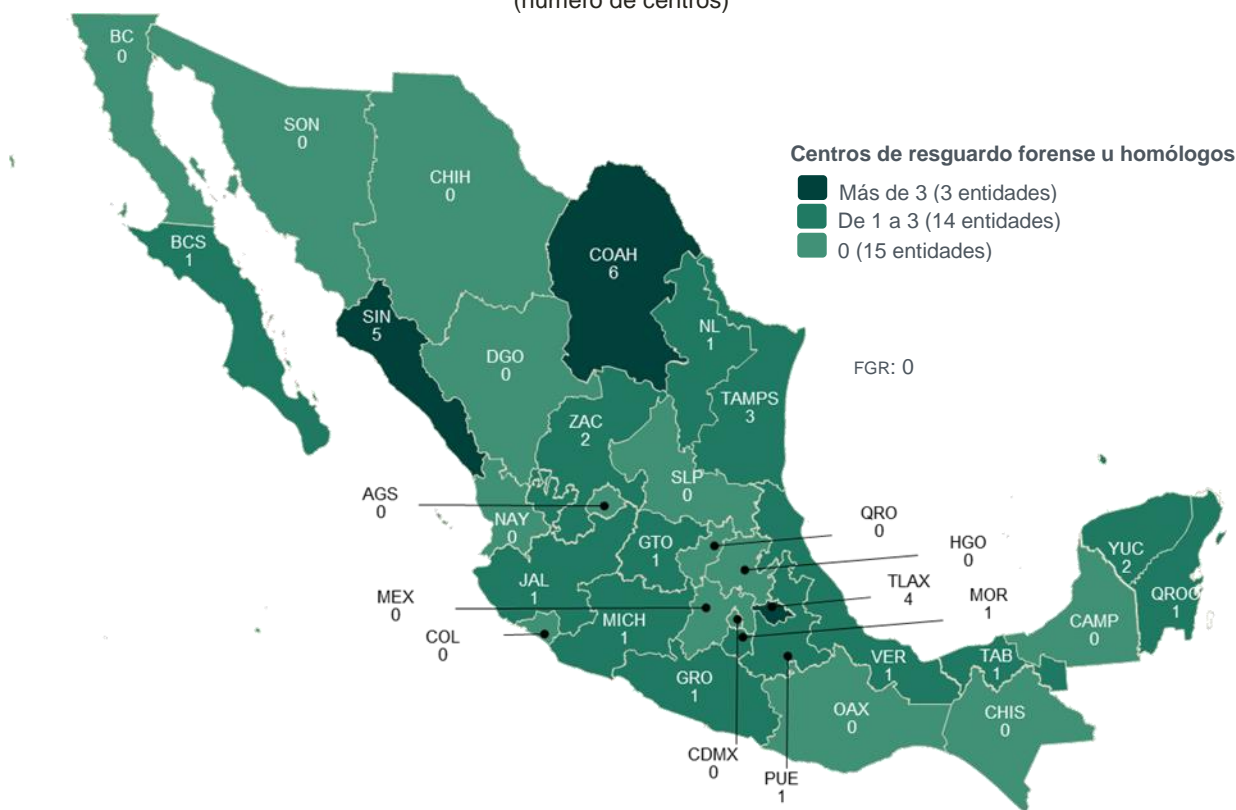 (número de centros)
BC
0
SON
0
CHIH
0
Centros de resguardo forense u homólogos
Más de 3 (3 entidades)
De 1 a 3 (14 entidades)
0 (15 entidades)
BCS
1
COAH
6
SIN
5
NL
1
DGO
0
FGR: 0
TAMPS
3
ZAC
2
SLP
0
AGS
0
NAY
0
QRO
0
GTO
1
HGO
0
YUC
2
TLAX
4
JAL
1
MEX
0
QROO
1
MOR
1
MICH
1
CAMP
0
COL
0
VER
1
TAB
1
GRO
1
OAX
0
CHIS
0
CDMX
0
PUE
1